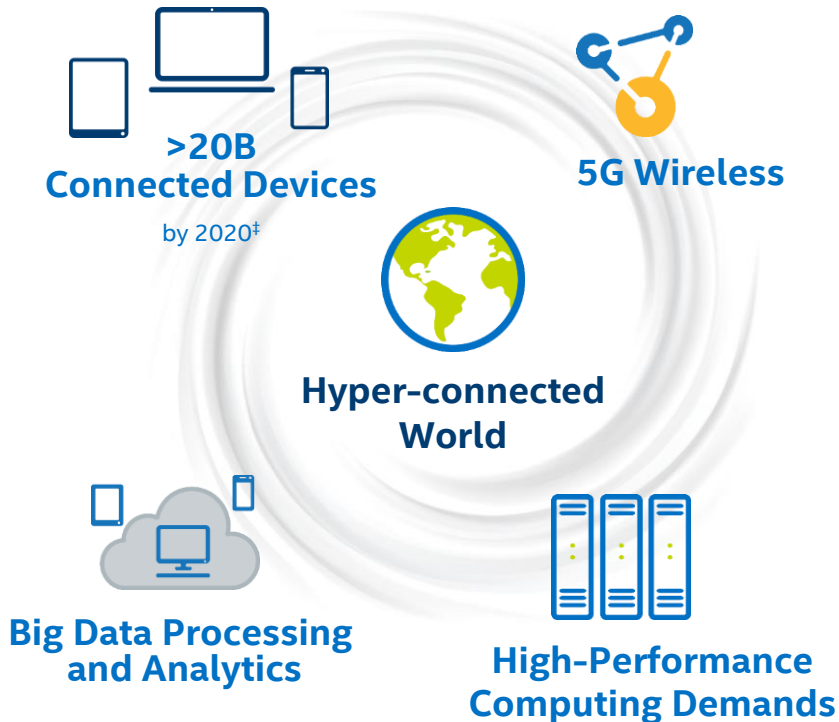 >20B
Connected Devices
by 2020‡
5G Wireless
Hyper-connected
World
Big Data Processing
and Analytics
High-Performance
Computing Demands